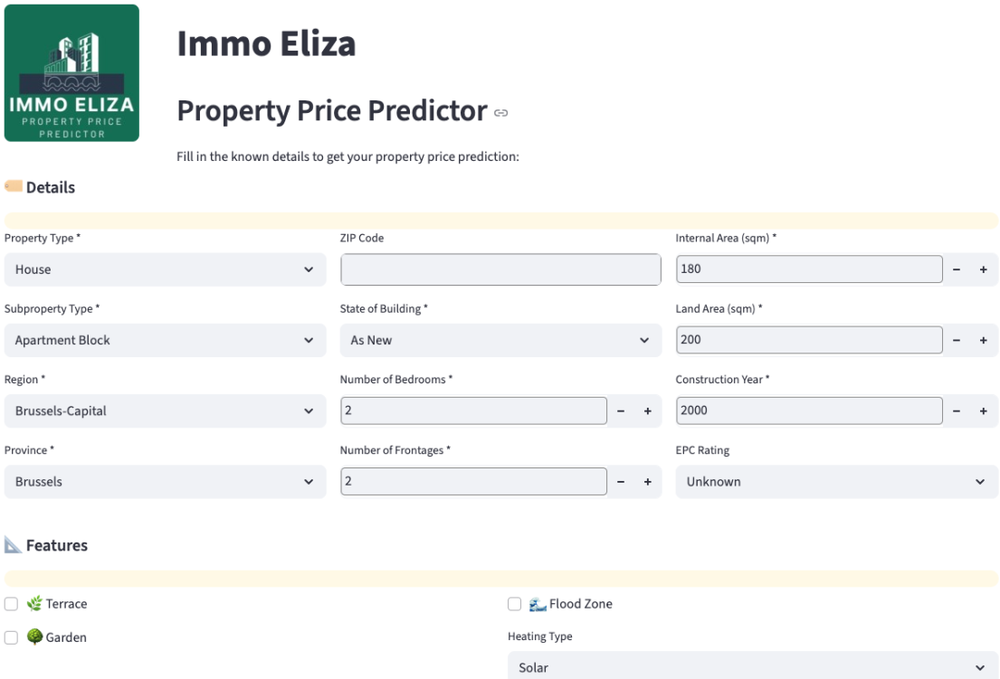 IMMO ELIZA
PROPERTY PRICE
PREDICTOR
Immo Eliza
Property Price Predictor
Fill in the known details to get your property price prediction:
Details
Property Type *
House
ZIP Code
Internal Area (sqm) *
180
− +
Subproperty Type *
Apartment Block
State of Building *
As New
Land Area (sqm) *
200
− +
Region *
Brussels-Capital
Number of Bedrooms *
2
− +
Construction Year *
2000
− +
Province *
Brussels
Number of Frontages *
2
− +
EPC Rating
Unknown
Features
Terrace
Flood Zone
Garden
Heating Type
Solar